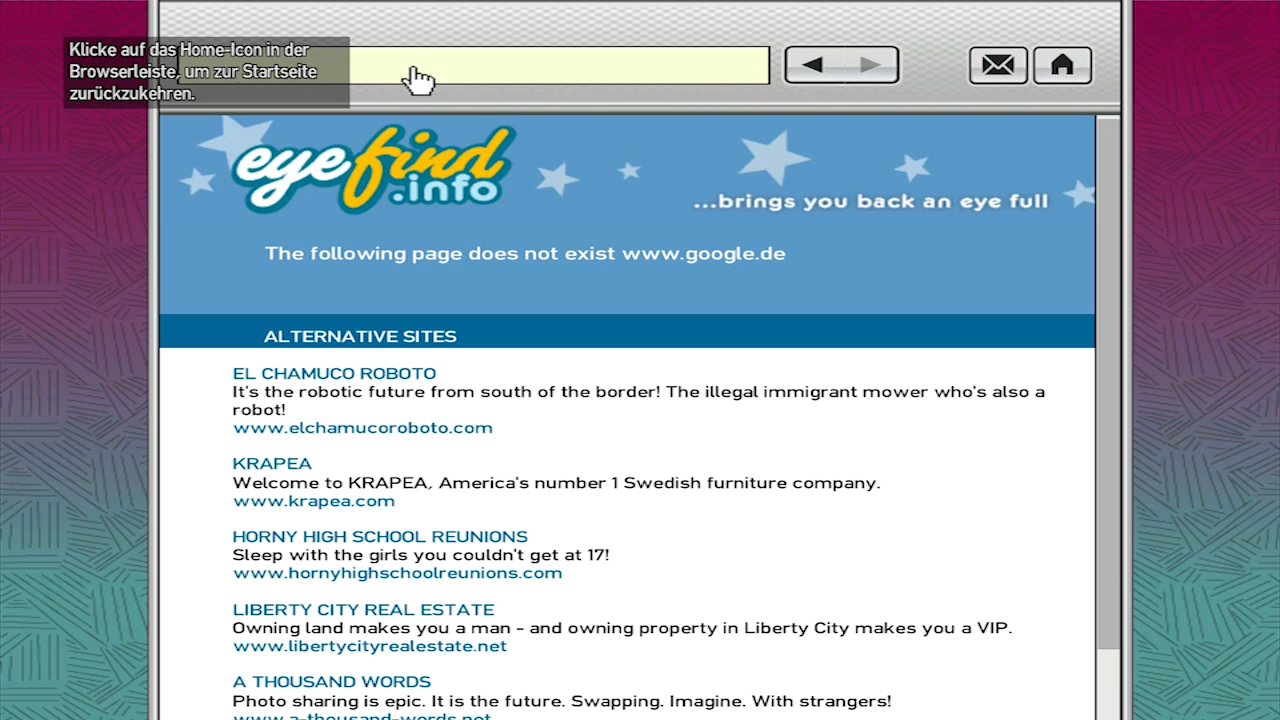 Klicke auf das Home-Icon in der
Browserleiste, um zur Startseite
zurückzukehren.
eyefind
.info
...brings you back an eye full
The following page does not exist www.google.de
ALTERNATIVE SITES
EL CHAMUCO ROBOTO
It's the robotic future from south of the border! The illegal immigrant mower who's also a
robot!
www.elchamucoroboto.com
KRAPEA
Welcome to KRAPEA, America's number 1 Swedish furniture company.
www.krapea.com
HORNY HIGH SCHOOL REUNIONS
Sleep with the girls you couldn't get at 17!
www.hornyhighschoolreunions.com
LIBERTY CITY REAL ESTATE
Owning land makes you a man - and owning property in Liberty City makes you a VIP.
www.libertycityrealestate.net
A THOUSAND WORDS
Photo sharing is epic. It is the future. Swapping. Imagine. With strangers!
www.a-thousand-words.net